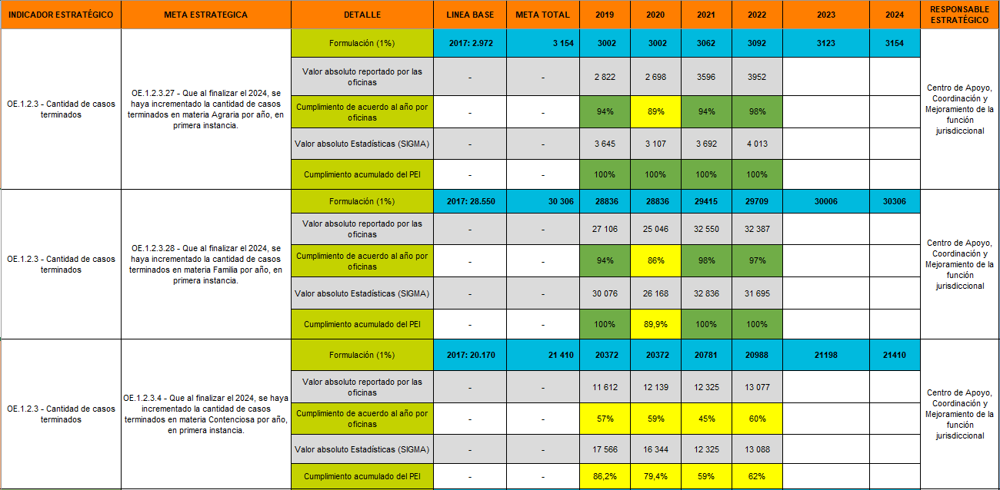 INDICADOR ESTRATÉGICO META ESTRATEGICA DETALLE LINEA BASE META TOTAL 2019 2020 2021 2022 2023 2024 RESPONSABLE
ESTRATÉGICO
OE.1.2.3 - Cantidad de casos
terminados
OE.1.2.3.27 - Que al finalizar el 2024, se
haya incrementado la cantidad de casos
terminados en materia Agraria por año, en
primera instancia.
Formulación (1%) 2017: 2.972 3 154 3002 3002 3062 3092 3123 3154
Valor absoluto reportado por las
oficinas
- - 2 822 2 698 3596 3952
Cumplimiento de acuerdo al año por
oficinas
- - 94% 89% 94% 98%
Valor absoluto Estadísticas (SIGMA) - - 3 645 3 107 3 692 4 013
Cumplimiento acumulado del PEI - - 100% 100% 100% 100%
Centro de Apoyo,
Coordinación y
Mejoramiento de la
función
jurisdiccional
OE.1.2.3 - Cantidad de casos
terminados
OE.1.2.3.28 - Que al finalizar el 2024, se
haya incrementado la cantidad de casos
terminados en materia Familia por año, en
primera instancia.
Formulación (1%) 2017: 28.550 30 306 28836 28836 29415 29709 30006 30306
Valor absoluto reportado por las
oficinas
- - 27 106 25 046 32 550 32 387
Cumplimiento de acuerdo al año por
oficinas
- - 94% 86% 98% 97%
Valor absoluto Estadísticas (SIGMA) - - 30 076 26 168 32 836 31 695
Cumplimiento acumulado del PEI - - 100% 89,9% 100% 100%
Centro de Apoyo,
Coordinación y
Mejoramiento de la
función
jurisdiccional
OE.1.2.3 - Cantidad de casos
terminados
OE.1.2.3.4 - Que al finalizar el 2024, se haya
incrementado la cantidad de casos
terminados en materia Contenciosa por año,
en primera instancia.
Formulación (1%) 2017: 20.170 21 410 20372 20372 20781 20988 21198 21410
Valor absoluto reportado por las
oficinas
- - 11 612 12 139 12 325 13 077
Cumplimiento de acuerdo al año por
oficinas
- - 57% 59% 45% 60%
Valor absoluto Estadísticas (SIGMA) - - 17 566 16 344 12 325 13 088
Cumplimiento acumulado del PEI - - 86,2% 79,4% 59% 62%
Centro de Apoyo,
Coordinación y
Mejoramiento de la
función
jurisdiccional